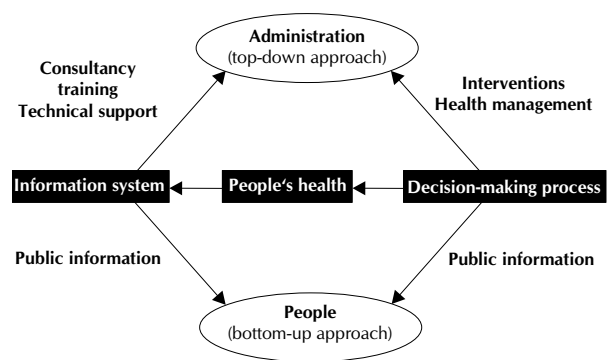 Administration
(top-down approach)
Consultancy
training
Technical support
Interventions
Health management
Information system
People‘s health
Decision-making process
Public information
Public information
People
(bottom-up approach)